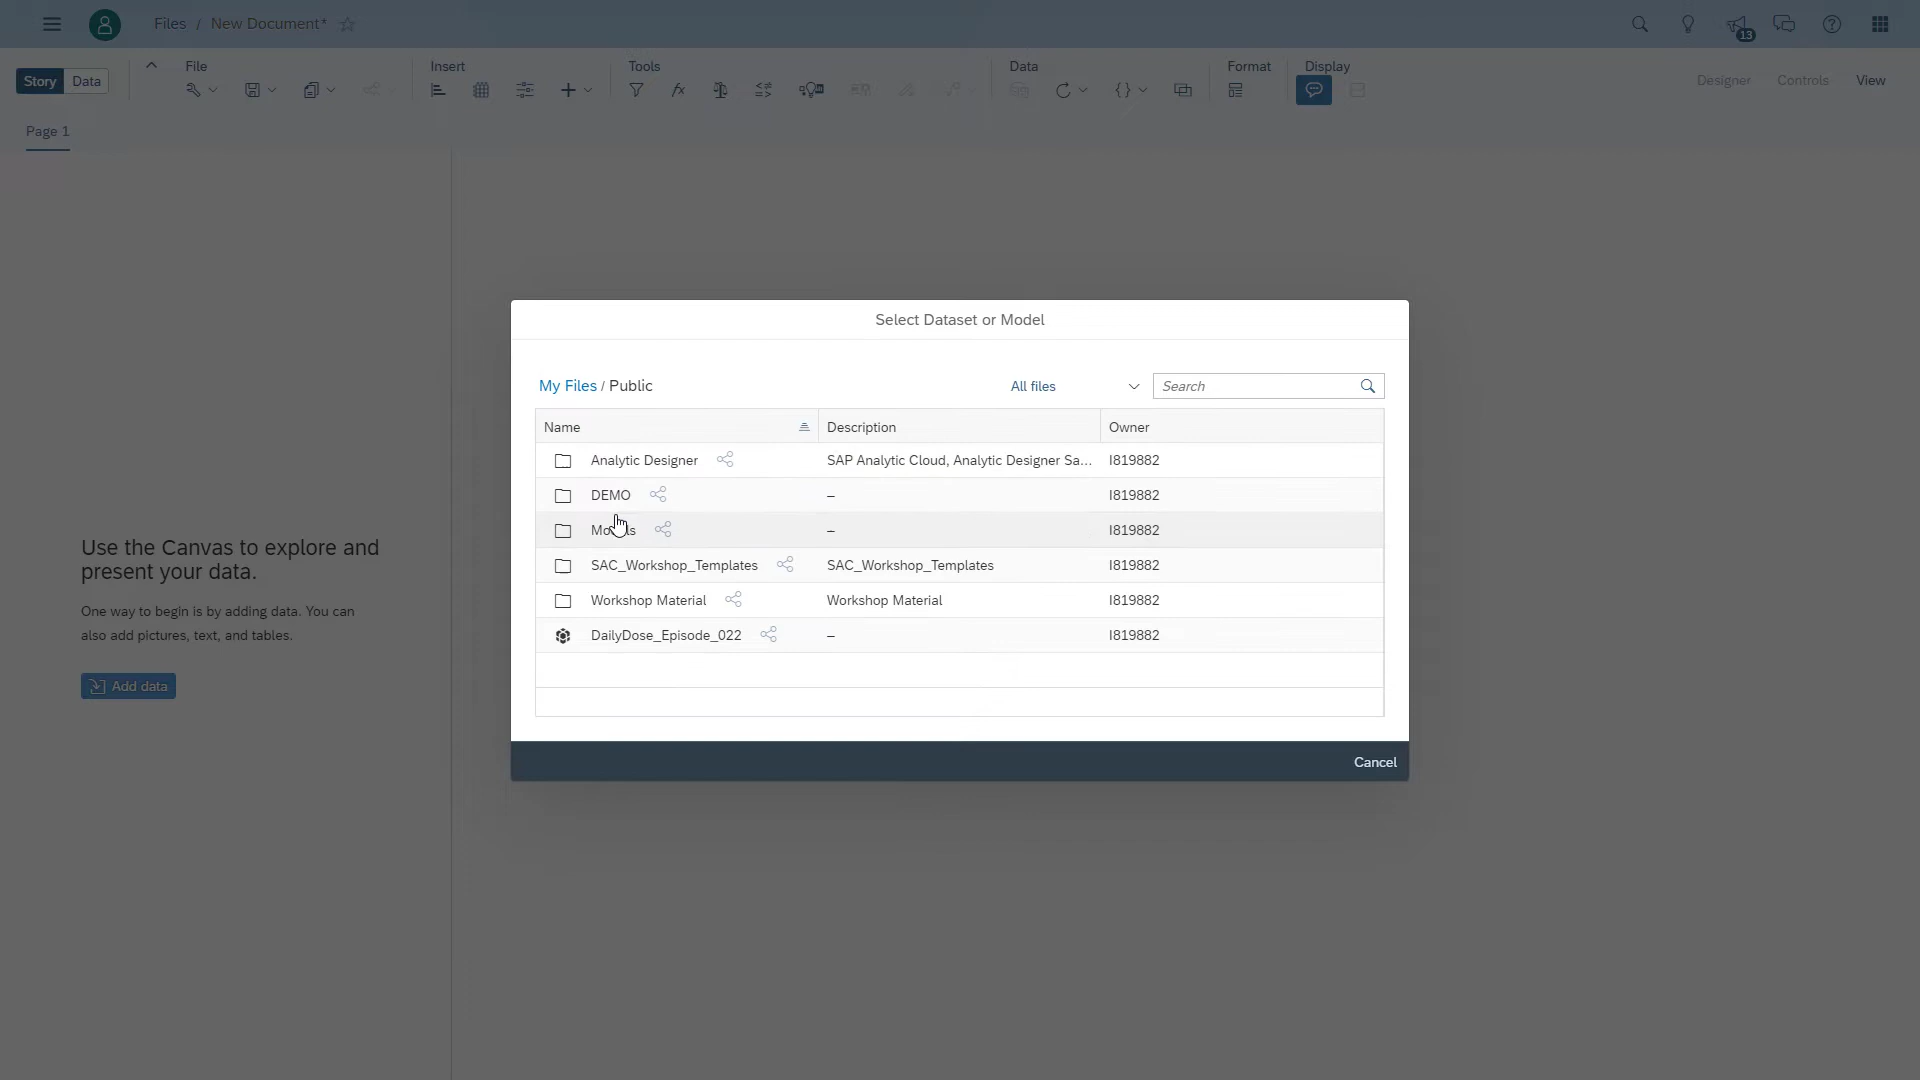 Files / New Document*
13
Story Data
File
Insert
Tools
Data
Format
Display
Designer Controls View
Page 1
Use the Canvas to explore and
present your data.
One way to begin is by adding data. You can
also add pictures, text, and tables.
Add data
Select Dataset or Model
My Files / Public
All files
Search
Name Description Owner
Analytic Designer SAP Analytic Cloud, Analytic Designer Sa... I819882
DEMO – I819882
– I819882
SAC_Workshop_Templates SAC_Workshop_Templates I819882
Workshop Material Workshop Material I819882
DailyDose_Episode_022 – I819882
Cancel